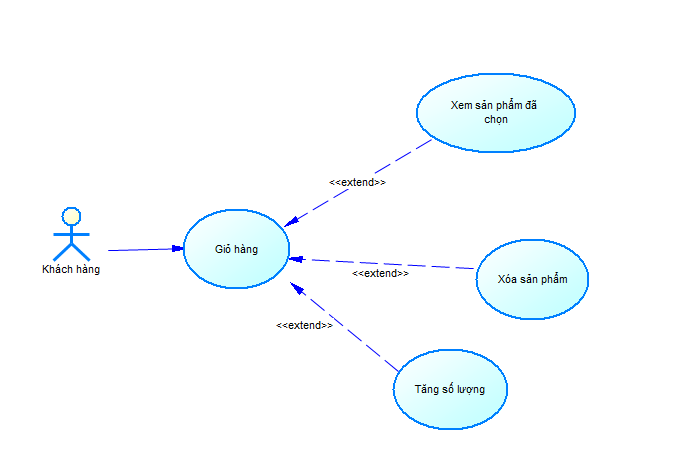 Xem sản phẩm đã
chọn
<<extend>>
Khách hàng
Giỏ hàng
<<extend>>
Xóa sản phẩm
<<extend>>
Tăng số lượng